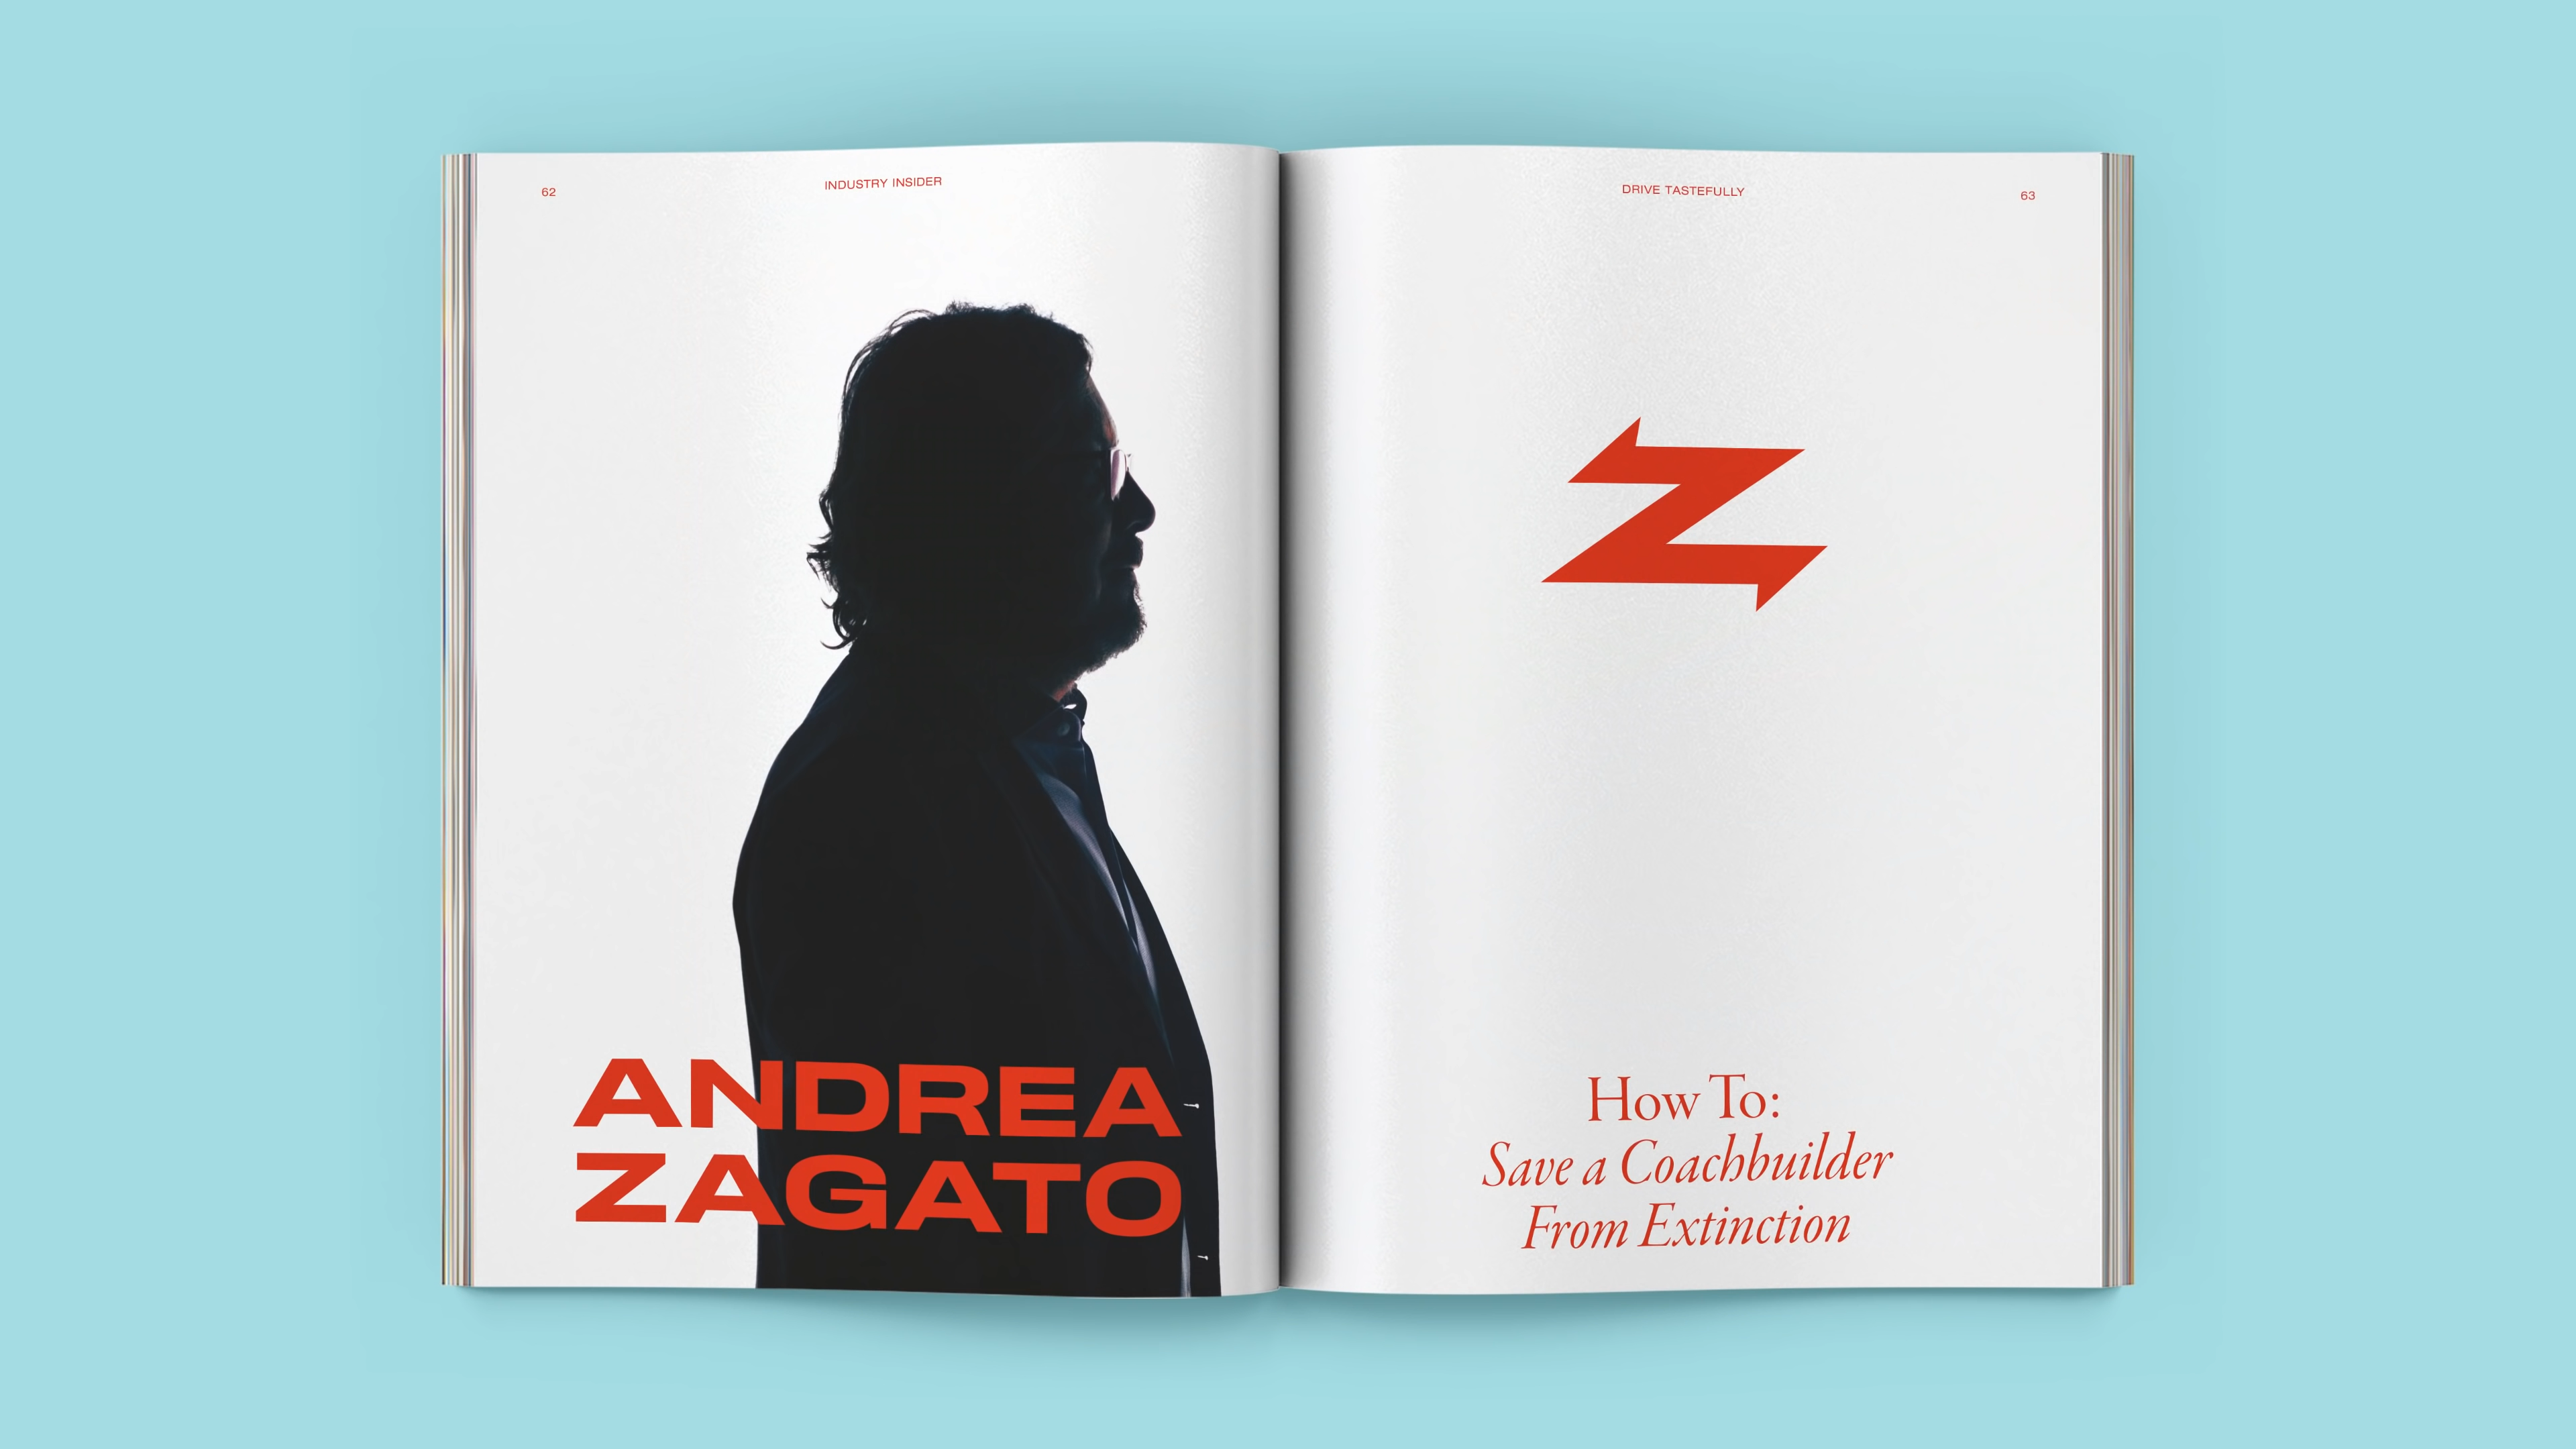 62
INDUSTRY INSIDER
ANDREA
ZAGATO
DRIVE TASTEFULLY
63
How To:
Save a Coachbuilder
From Extinction